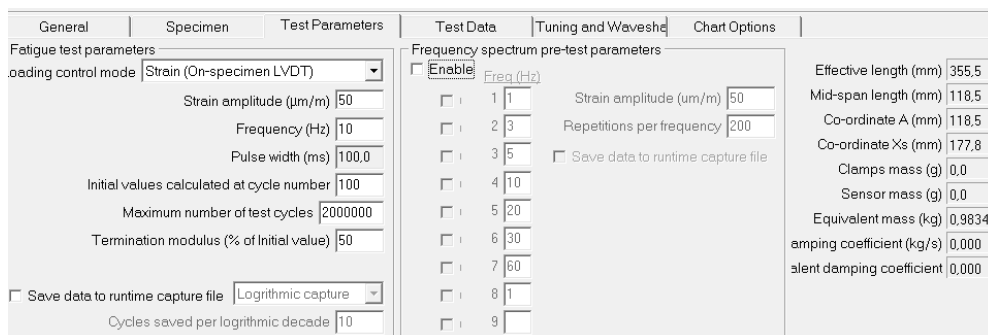 General Specimen Test Parameters Test Data Tuning and Wavesha Chart Options
Fatigue test parameters
oading control mode Strain (On-specimen LVDT)
Strain amplitude (µm/m) 50
Frequency (Hz) 10
Pulse width (ms) 100,0
Initial values calculated at cycle number 100
Maximum number of test cycles 2000000
Termination modulus (% of Initial value) 50
Save data to runtime capture file Logrithmic capture
Cycles saved per logrithmic decade 10
Frequency spectrum pre-test parameters
Enable Freq (Hz)
1 1
2 3
3 5
4 10
5 20
6 30
7 60
8 1
9
Strain amplitude (um/m) 50
Repetitions per frequency 200
Save data to runtime capture file
Effective length (mm) 355,5
Mid-span length (mm) 118,5
Co-ordinate A (mm) 118,5
Co-ordinate Xs (mm) 177,8
Clamps mass (g) 0,0
Sensor mass (g) 0,0
Equivalent mass (kg) 0,9834
amping coefficient (kg/s) 0,000
alent damping coefficient 0,000